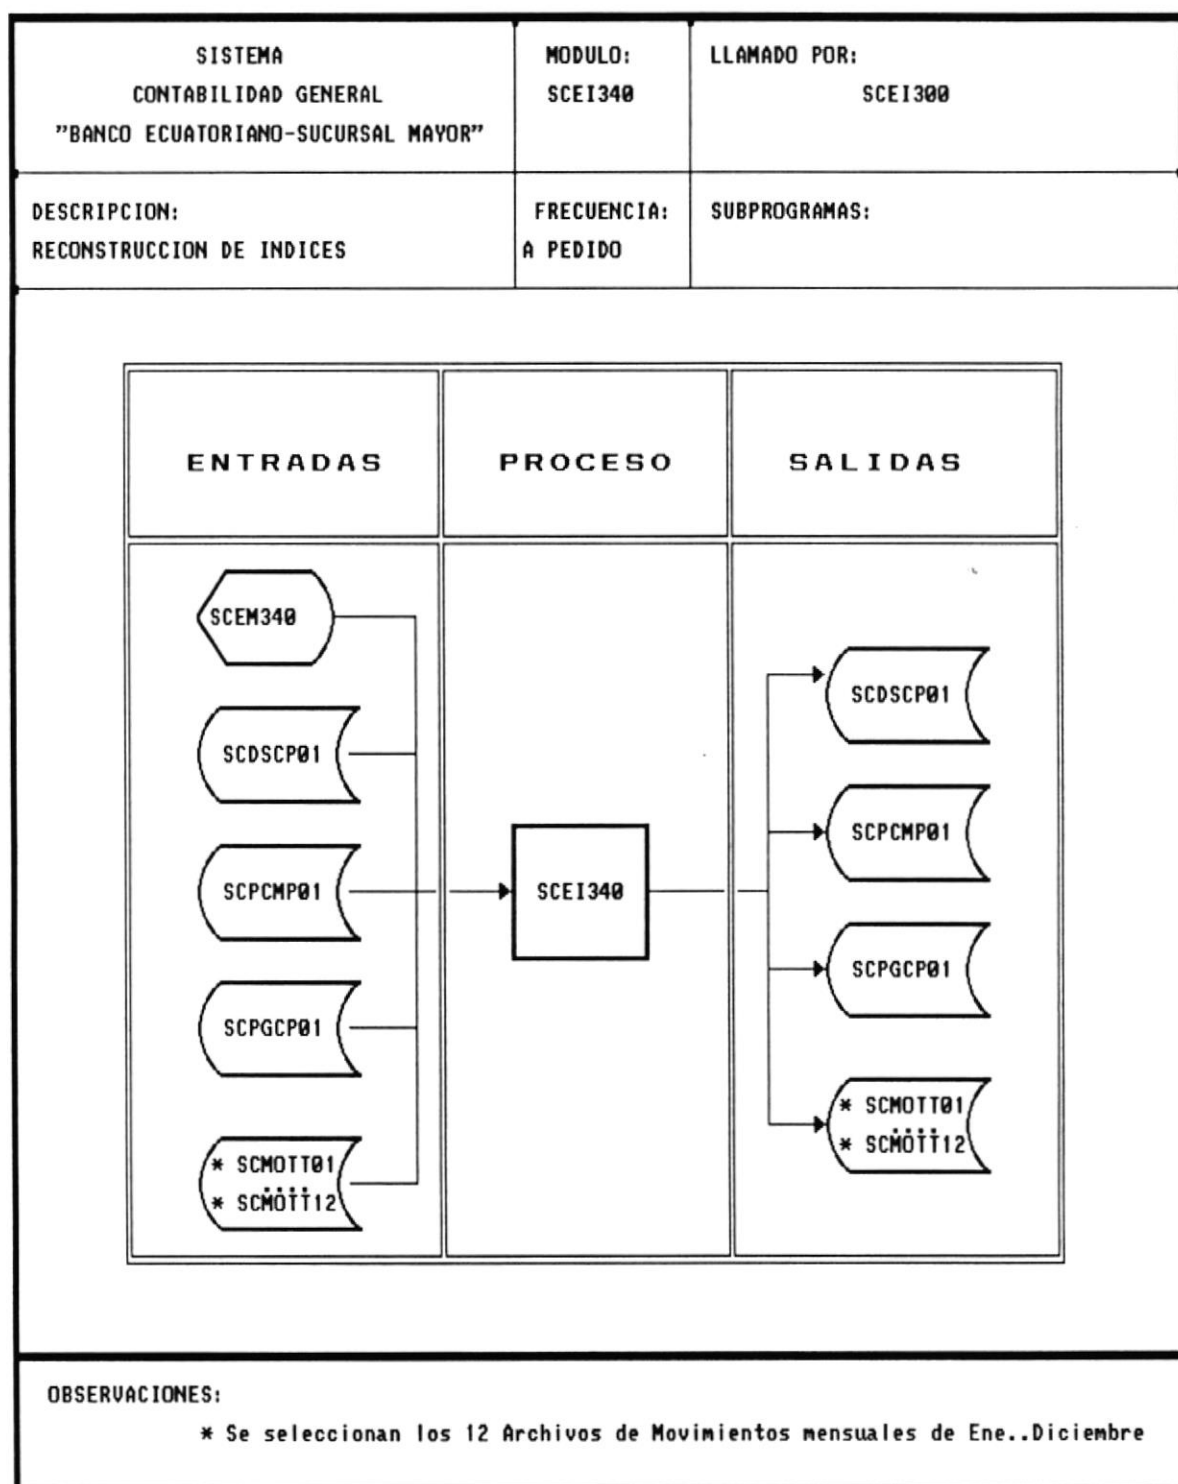 SISTEMA
CONTABILIDAD GENERAL
"BANCO ECUATORIANO-SUCURSAL MAYOR"
MODULO:
SCEI340
LLAMADO POR:
SCEI300
DESCRIPCION:
RECONSTRUCCION DE INDICES
FRECUENCIA:
A PEDIDO
SUBPROGRAMAS:
ENTRADAS
PROCESO
SALIDAS
SCEM340
SCDSCP01
SCPCMP01
SCPGCP01
* SCMOTT01
....
* SCMOTT12
SCEI340
SCDSCP01
SCPCMP01
SCPGCP01
* SCMOTT01
....
* SCMOTT12
OBSERVACIONES:
* Se seleccionan los 12 Archivos de Movimientos mensuales de Ene..Diciembre